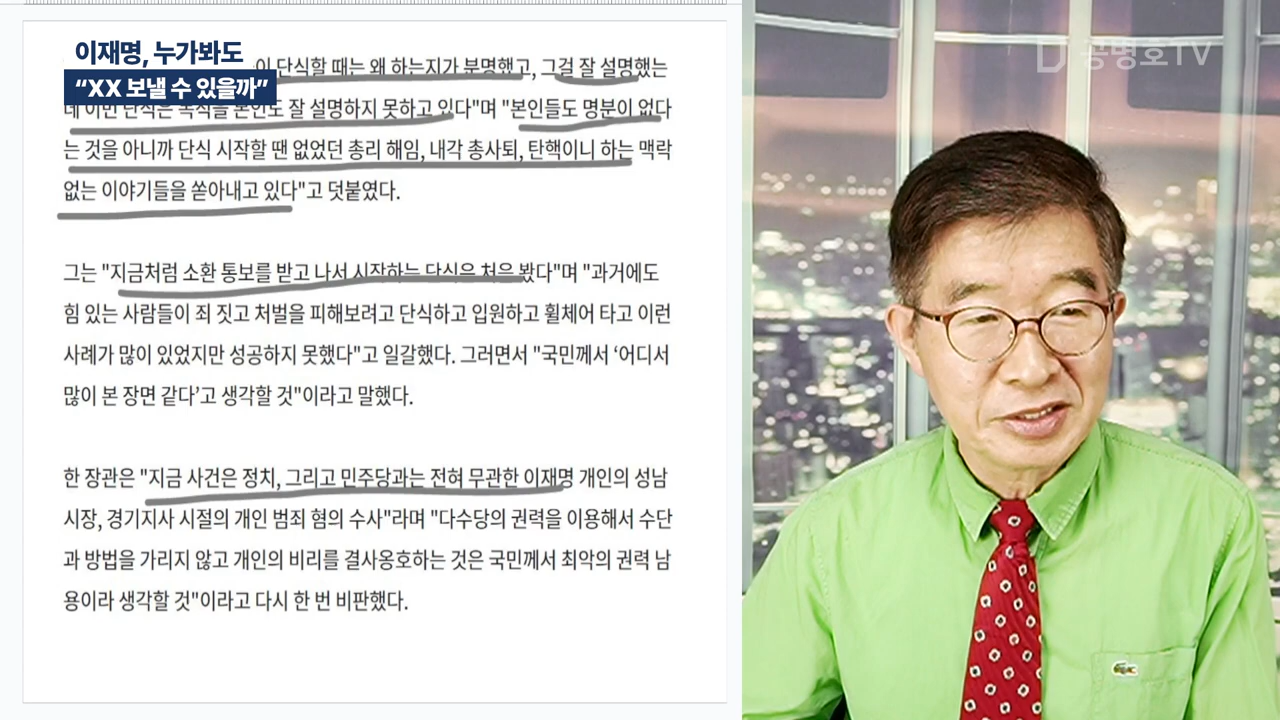 이재명, 누가봐도
“XX 보낼 수 있을까”
이 단식할 때는 왜 하는지가 분명했고, 그걸 잘 설명했는
데 이번 단식은 목적을 본인도 잘 설명하지 못하고 있다"며 "본인들도 명분이 없다
는 것을 아니까 단식 시작할 땐 없었던 총리 해임, 내각 총사퇴, 탄핵이니 하는 맥락
없는 이야기들을 쏟아내고 있다"고 덧붙였다.
그는 "지금처럼 소환 통보를 받고 나서 시작하는 단식은 처음 봤다"며 "과거에도
힘 있는 사람들이 죄 짓고 처벌을 피해보려고 단식하고 입원하고 휠체어 타고 이런
사례가 많이 있었지만 성공하지 못했다"고 일갈했다. 그러면서 "국민께서 ‘어디서
많이 본 장면 같다’고 생각할 것"이라고 말했다.
한 장관은 "지금 사건은 정치, 그리고 민주당과는 전혀 무관한 이재명 개인의 성남
시장, 경기지사 시절의 개인 범죄 혐의 수사"라며 "다수당의 권력을 이용해서 수단
과 방법을 가리지 않고 개인의 비리를 결사옹호하는 것은 국민께서 최악의 권력 남
용이라 생각할 것"이라고 다시 한 번 비판했다.
공병호TV